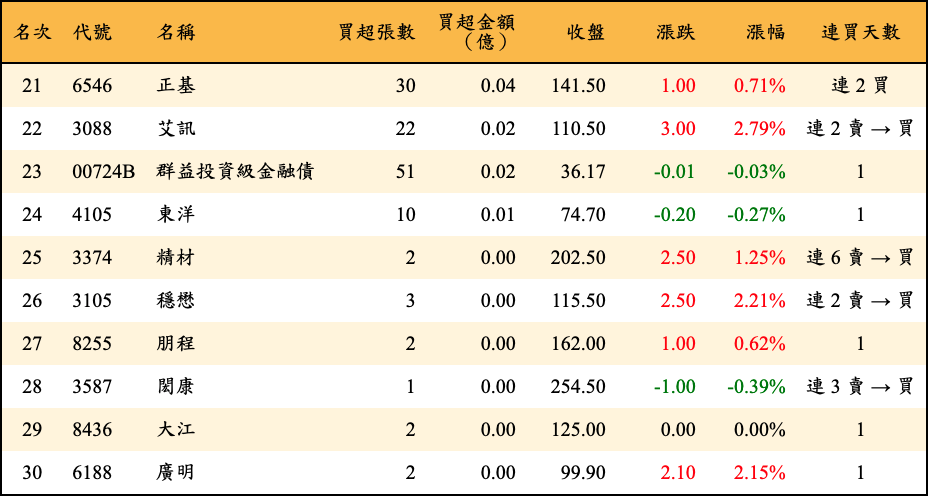 名次 代號 名稱 買超張數 買超金額（億） 收盤 漲跌 漲幅 連買天數
21 6546 正基 30 0.04 141.50 1.00 0.71% 連 2 買
22 3088 艾訊 22 0.02 110.50 3.00 2.79% 連 2 賣 → 買
23 00724B 群益投資級金融債 51 0.02 36.17 -0.01 -0.03% 1
24 4105 東洋 10 0.01 74.70 -0.20 -0.27% 1
25 3374 精材 2 0.00 202.50 2.50 1.25% 連 6 賣 → 買
26 3105 穩懋 3 0.00 115.50 2.50 2.21% 連 2 賣 → 買
27 8255 朋程 2 0.00 162.00 1.00 0.62% 1
28 3587 閎康 1 0.00 254.50 -1.00 -0.39% 連 3 賣 → 買
29 8436 大江 2 0.00 125.00 0.00 0.00% 1
30 6188 廣明 2 0.00 99.90 2.10 2.15% 1